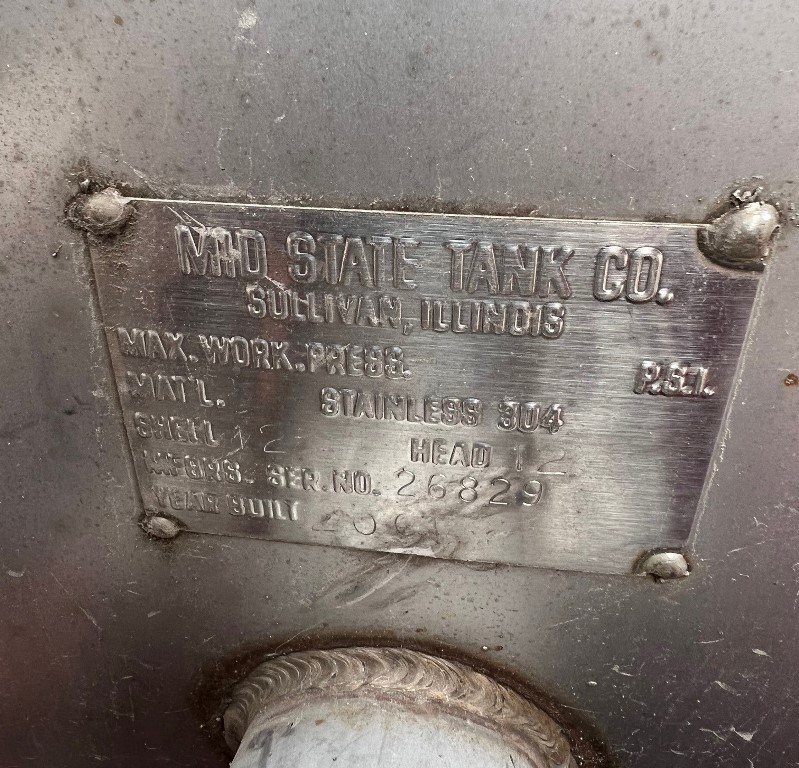 MID STATE TANK CO.
SULLIVAN, ILLINOIS
MAX. WORK. PRESS. P.S.I.
MAT'L. STAINLESS 304
SHELL 12 HEAD 12
MFGRS. SER. NO. 26829
YEAR BUILT